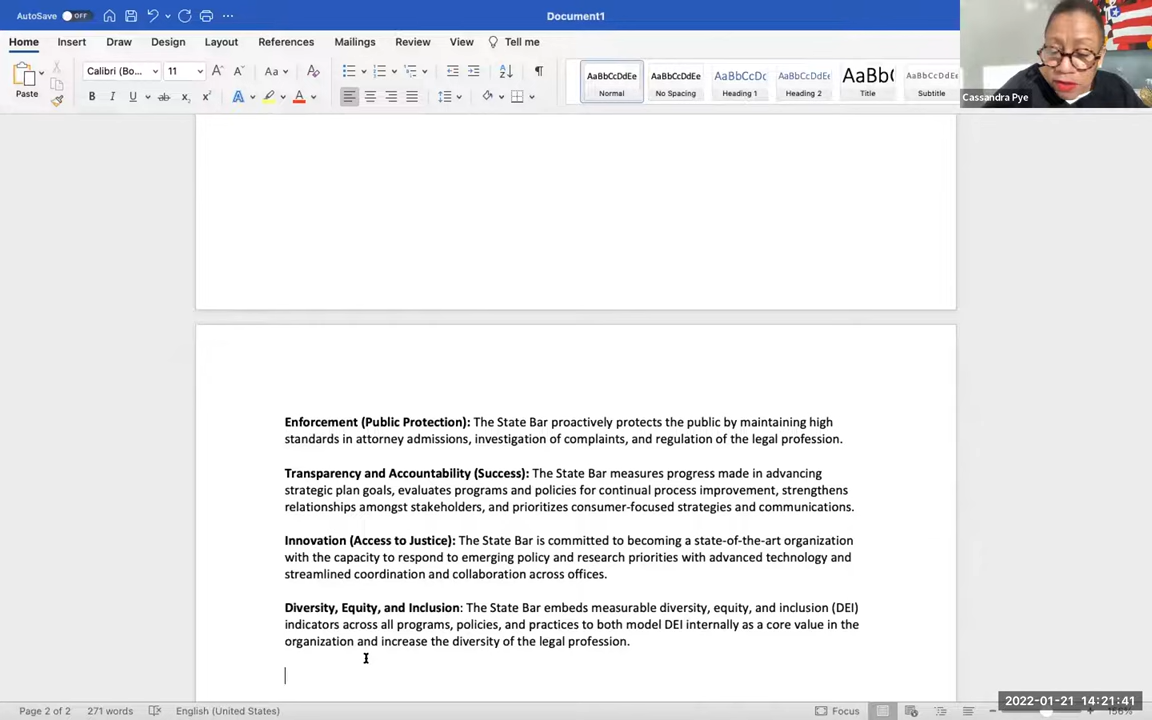 AutoSave OFF
Document1
Home Insert Draw Design Layout References Mailings Review View Tell me
Paste
Calibri (Bo... 11
AaBbCcDdEe AaBbCcDdEe AaBbCcDc AaBbCcDdEe AaBb( AaBbCcDdEe
Normal No Spacing Heading 1 Heading 2 Title Subtitle
Cassandra Pye
Enforcement (Public Protection): The State Bar proactively protects the public by maintaining high
standards in attorney admissions, investigation of complaints, and regulation of the legal profession.
Transparency and Accountability (Success): The State Bar measures progress made in advancing
strategic plan goals, evaluates programs and policies for continual process improvement, strengthens
relationships amongst stakeholders, and prioritizes consumer-focused strategies and communications.
Innovation (Access to Justice): The State Bar is committed to becoming a state-of-the-art organization
with the capacity to respond to emerging policy and research priorities with advanced technology and
streamlined coordination and collaboration across offices.
Diversity, Equity, and Inclusion: The State Bar embeds measurable diversity, equity, and inclusion (DEI)
indicators across all programs, policies, and practices to both model DEI internally as a core value in the
organization and increase the diversity of the legal profession.
2022-01-21 14:21:41
Page 2 of 2 271 words English (United States) Focus 156%